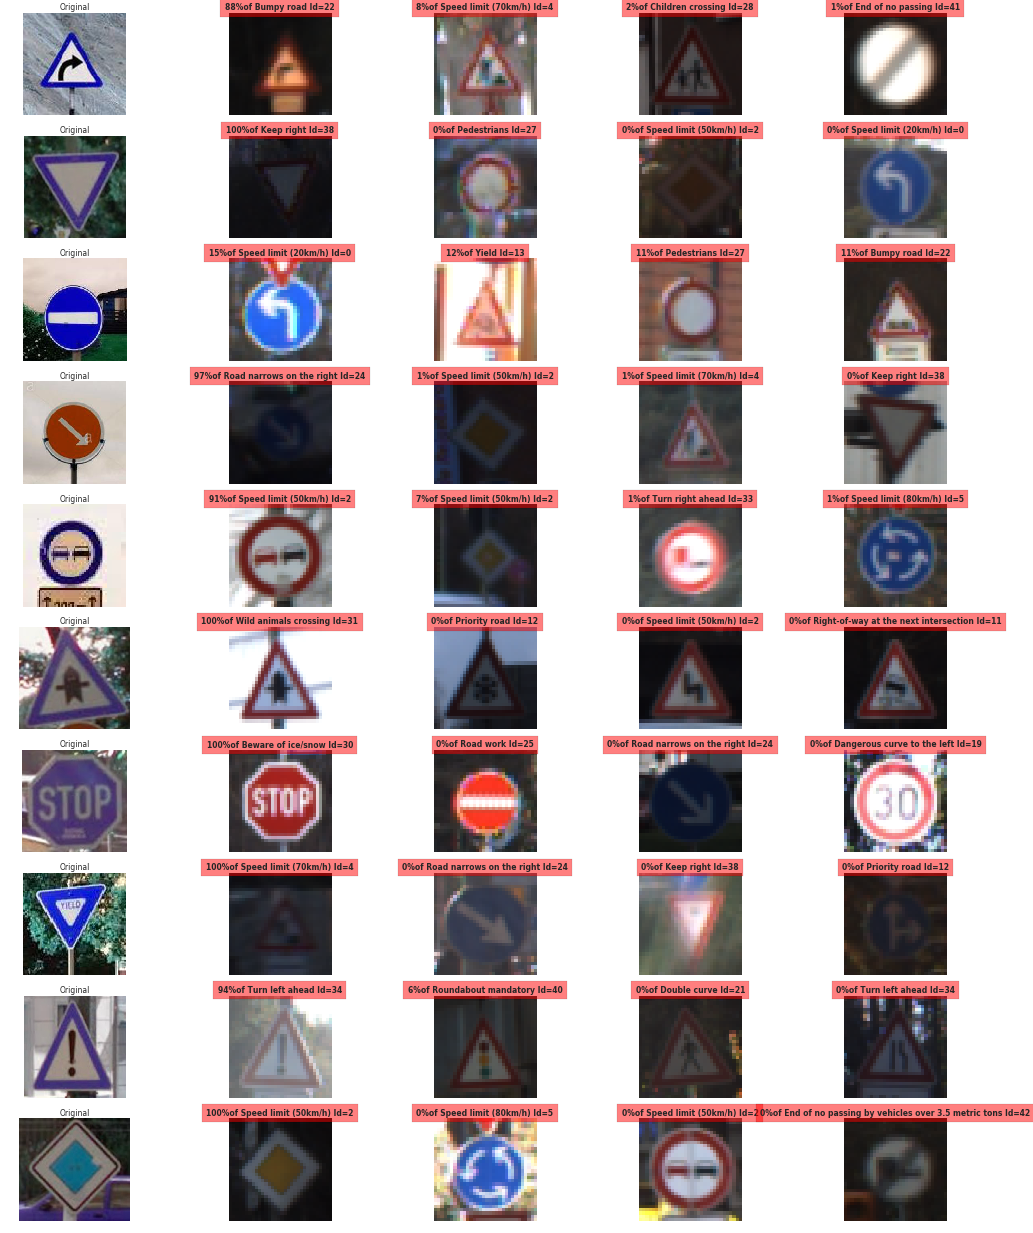 Original
88%of Bumpy road Id=22
8%of Speed limit (70km/h) Id=4
2%of Children crossing Id=28
1%of End of no passing Id=41
Original
100%of Keep right Id=38
0%of Pedestrians Id=27
0%of Speed limit (50km/h) Id=2
0%of Speed limit (20km/h) Id=0
Original
15%of Speed limit (20km/h) Id=0
12%of Yield Id=13
11%of Pedestrians Id=27
11%of Bumpy road Id=22
Original
97%of Road narrows on the right Id=24
1%of Speed limit (50km/h) Id=2
1%of Speed limit (70km/h) Id=4
0%of Keep right Id=38
Original
91%of Speed limit (50km/h) Id=2
7%of Speed limit (50km/h) Id=2
1%of Turn right ahead Id=33
1%of Speed limit (80km/h) Id=5
Original
100%of Wild animals crossing Id=31
0%of Priority road Id=12
0%of Speed limit (50km/h) Id=2
0%of Right-of-way at the next intersection Id=11
Original
100%of Beware of ice/snow Id=30
0%of Road work Id=25
0%of Road narrows on the right Id=24
0%of Dangerous curve to the left Id=19
STOP
STOP
30
Original
100%of Speed limit (70km/h) Id=4
0%of Road narrows on the right Id=24
0%of Keep right Id=38
0%of Priority road Id=12
YIELD
Original
94%of Turn left ahead Id=34
6%of Roundabout mandatory Id=40
0%of Double curve Id=21
0%of Turn left ahead Id=34
Original
100%of Speed limit (50km/h) Id=2
0%of Speed limit (80km/h) Id=5
0%of Speed limit (50km/h) Id=2
0%of End of no passing by vehicles over 3.5 metric tons Id=42